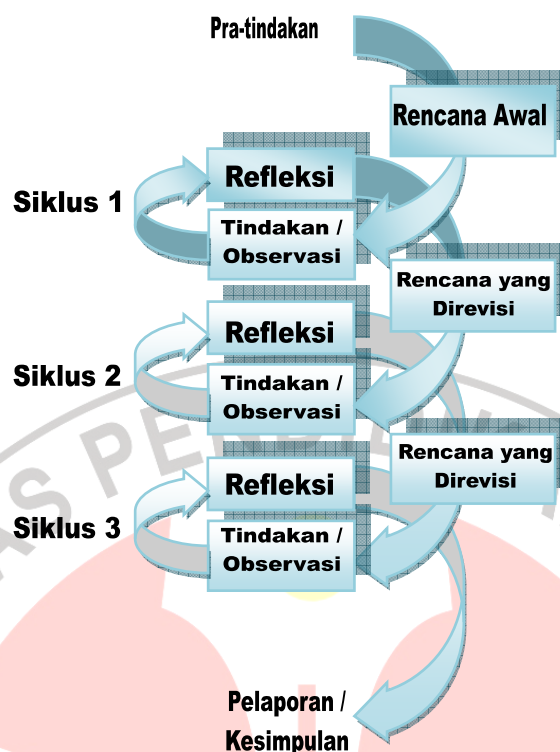 Pra-tindakan
Rencana Awal
Siklus 1
Refleksi
Tindakan /
Observasi
Rencana yang
Direvisi
Siklus 2
Refleksi
Tindakan /
Observasi
Rencana yang
Direvisi
Siklus 3
Refleksi
Tindakan /
Observasi
Pelaporan /
Kesimpulan